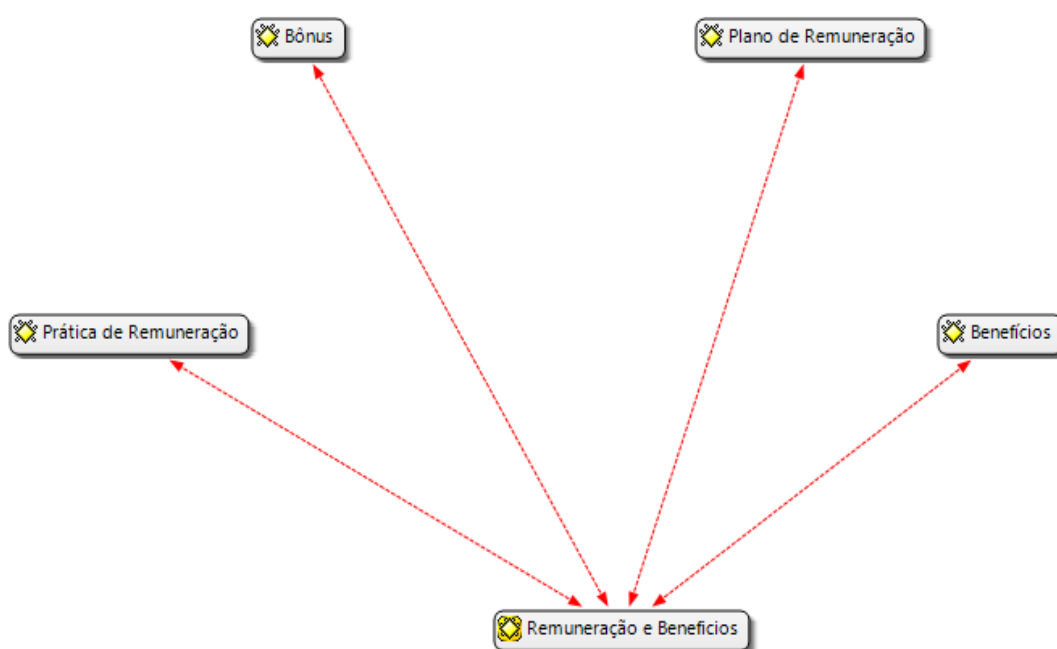 Bônus
Plano de Remuneração
Prática de Remuneração
Benefícios
Remuneração e Beneficios